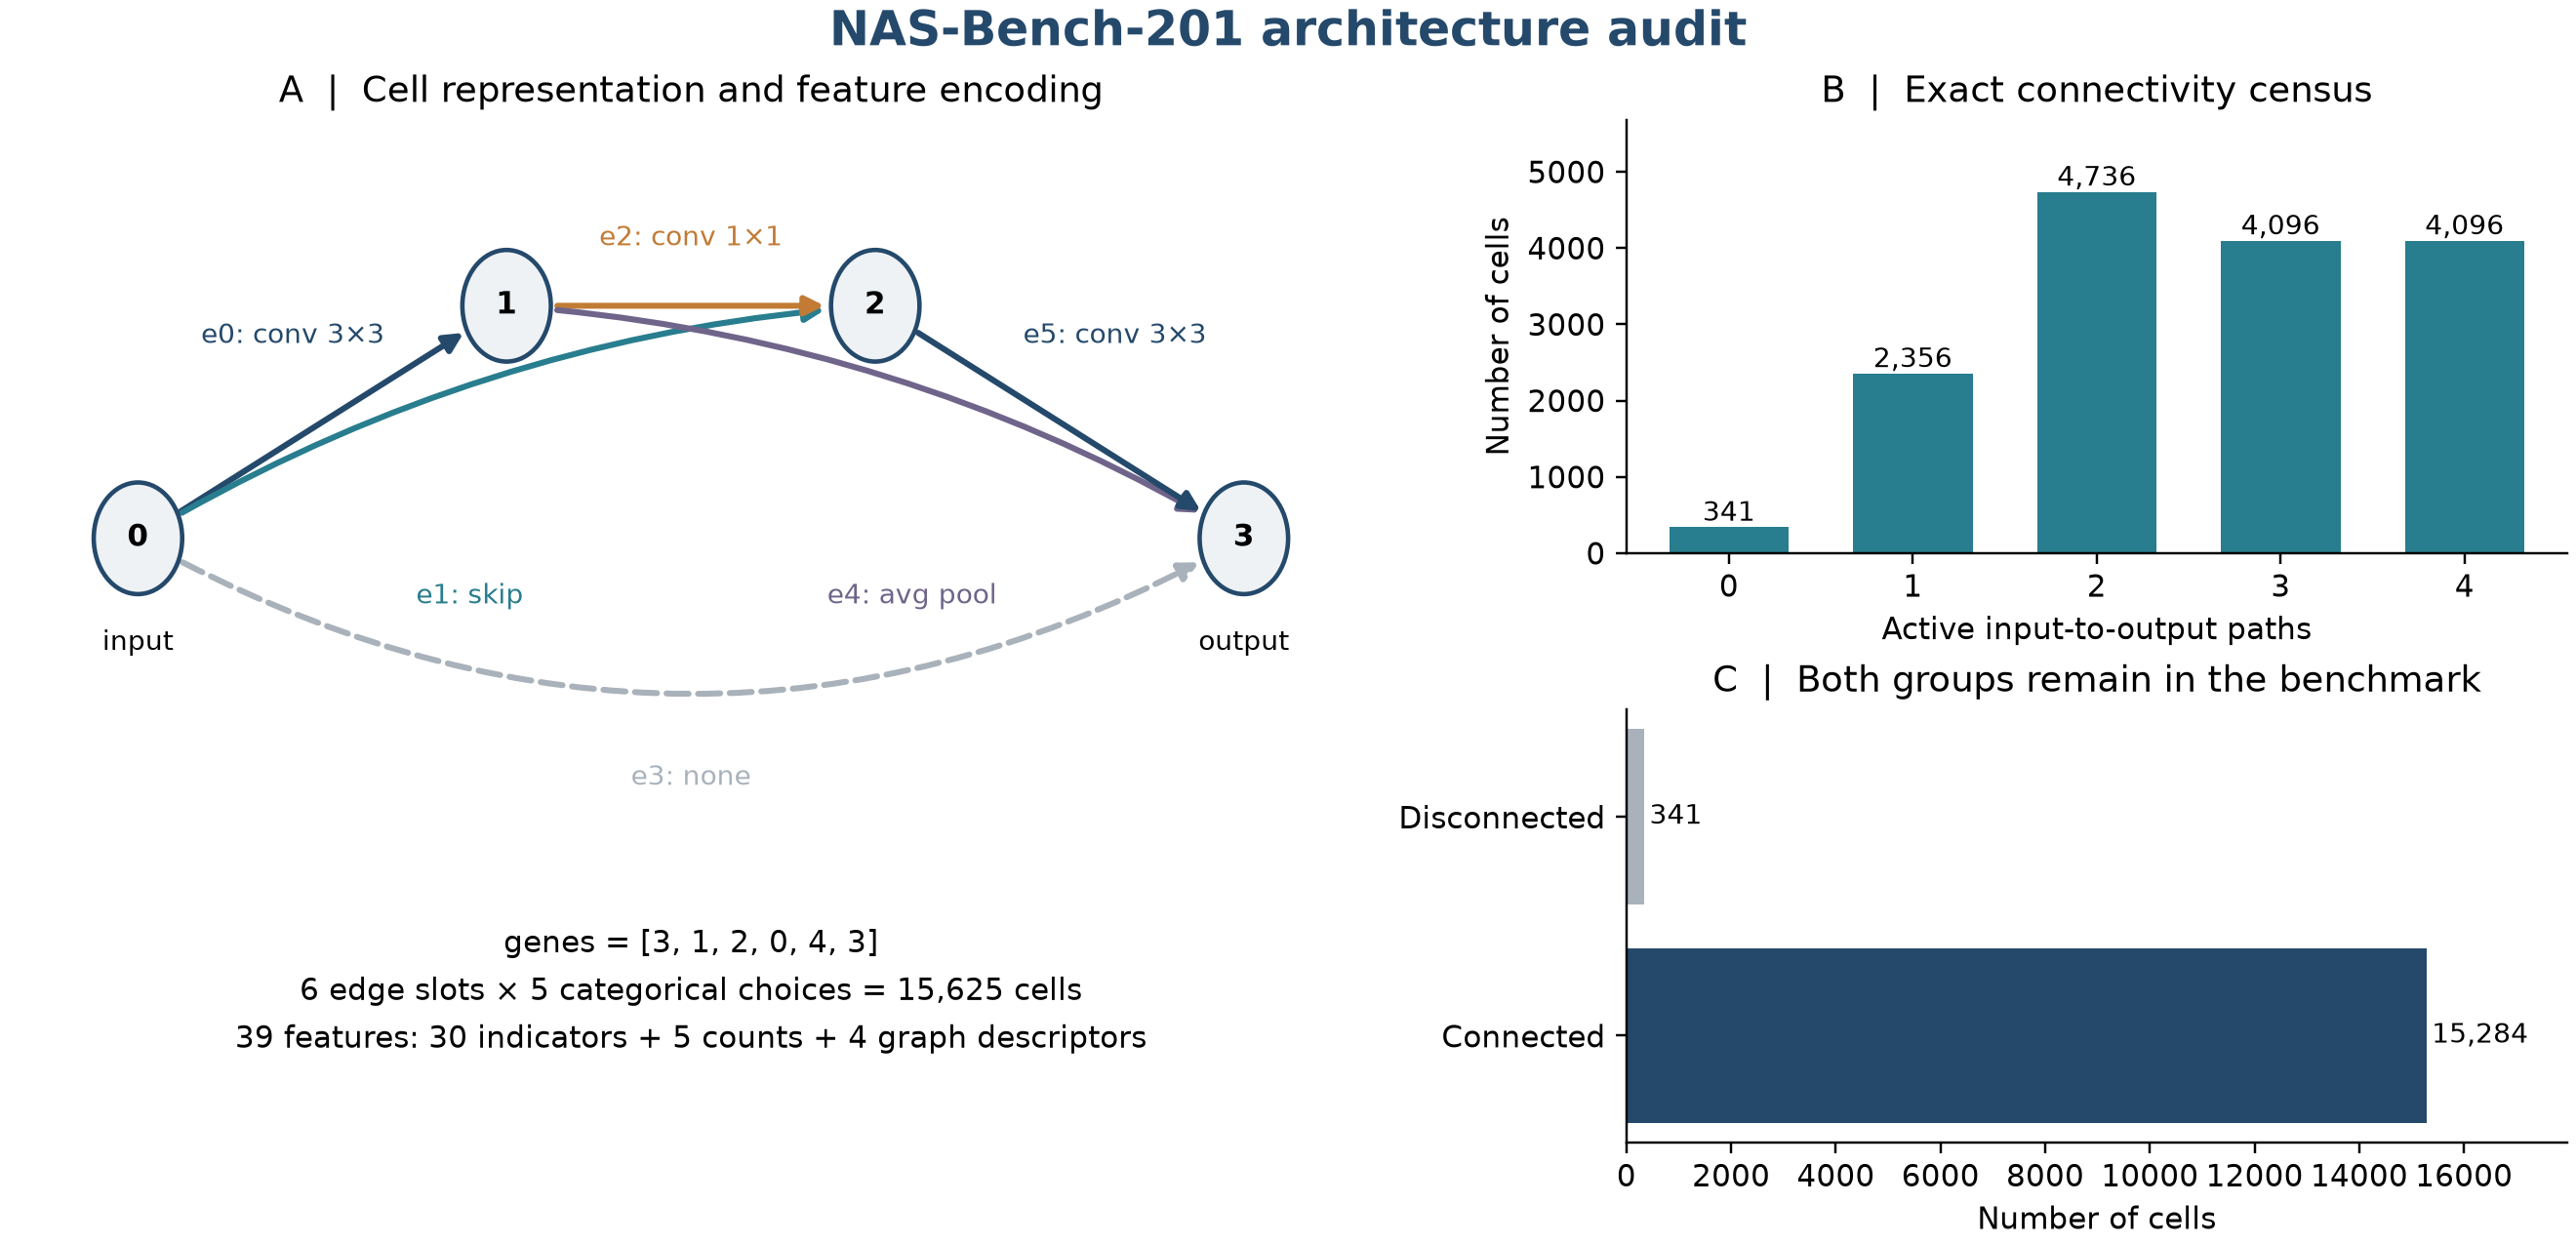 NAS-Bench-201 architecture audit
A | Cell representation and feature encoding
e2: conv 1×1
1
2
e0: conv 3×3
e5: conv 3×3
0
3
e1: skip
e4: avg pool
input
output
e3: none
genes = [3, 1, 2, 0, 4, 3]
6 edge slots × 5 categorical choices = 15,625 cells
39 features: 30 indicators + 5 counts + 4 graph descriptors
B | Exact connectivity census
Number of cells
5000
4000
3000
2000
1000
0
341
2,356
4,736
4,096
4,096
0 1 2 3 4
Active input-to-output paths
C | Both groups remain in the benchmark
Disconnected
341
Connected
15,284
0 2000 4000 6000 8000 10000 12000 14000 16000
Number of cells